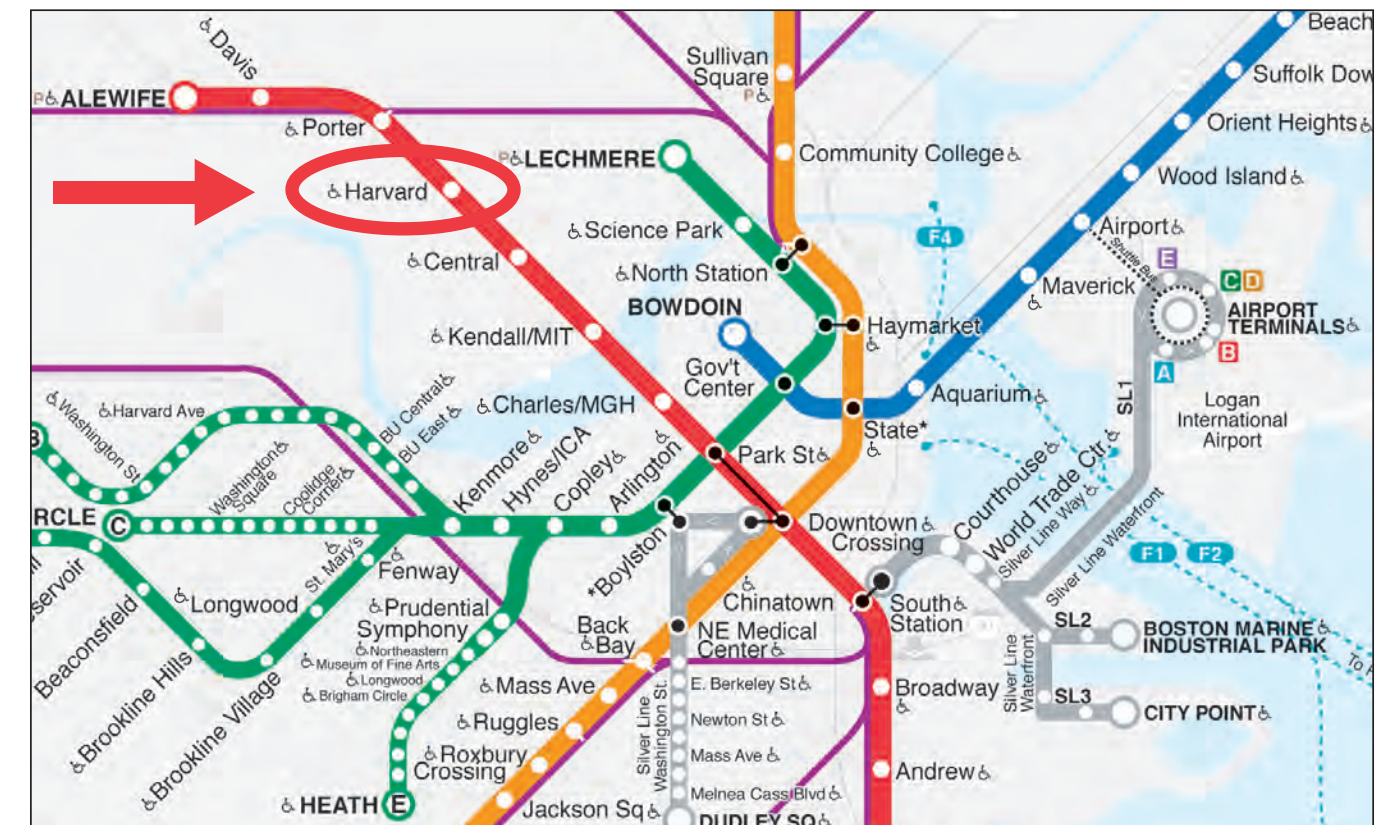 Davis
P ALEWIFE
Porter
Harvard
Central
Kendall/MIT
Charles/MGH
P LECHMERE
Science Park
North Station
BOWDOIN
Gov't
Center
Sullivan
Square
P
Community College
Haymarket
State*
Aquarium
Maverick
Airport
Wood Island
Orient Heights
Suffolk Dow
Beach
Shuttle Bus
F4
E
C D
B
A
AIRPORT
TERMINALS
Logan
International
Airport
SL1
Park St
Downtown
Crossing
*Boylston
Arlington
Copley
Hynes/ICA
Kenmore
BU East
BU Central
Harvard Ave
Washington St
B
Washington
Square
Coolidge
Corner
St. Mary's
RCLE C
Fenway
Longwood
Brookline Village
Brookline Hills
Beaconsfield
servoir
Prudential
Symphony
Northeastern
Museum of Fine Arts
Longwood
Brigham Circle
HEATH E
Chinatown
Back
Bay
NE Medical
Center
Mass Ave
Ruggles
Roxbury
Crossing
Jackson Sq
Silver Line
Washington St.
E. Berkeley St
Newton St
Mass Ave
Melnea Cass Blvd
DUDLEY SQ
South
Station
Broadway
Andrew
Courthouse
World Trade Ctr
Silver Line Way
Silver Line Waterfront
F1 F2
Silver Line
Waterfront
SL2
BOSTON MARINE
INDUSTRIAL PARK
SL3
CITY POINT
To